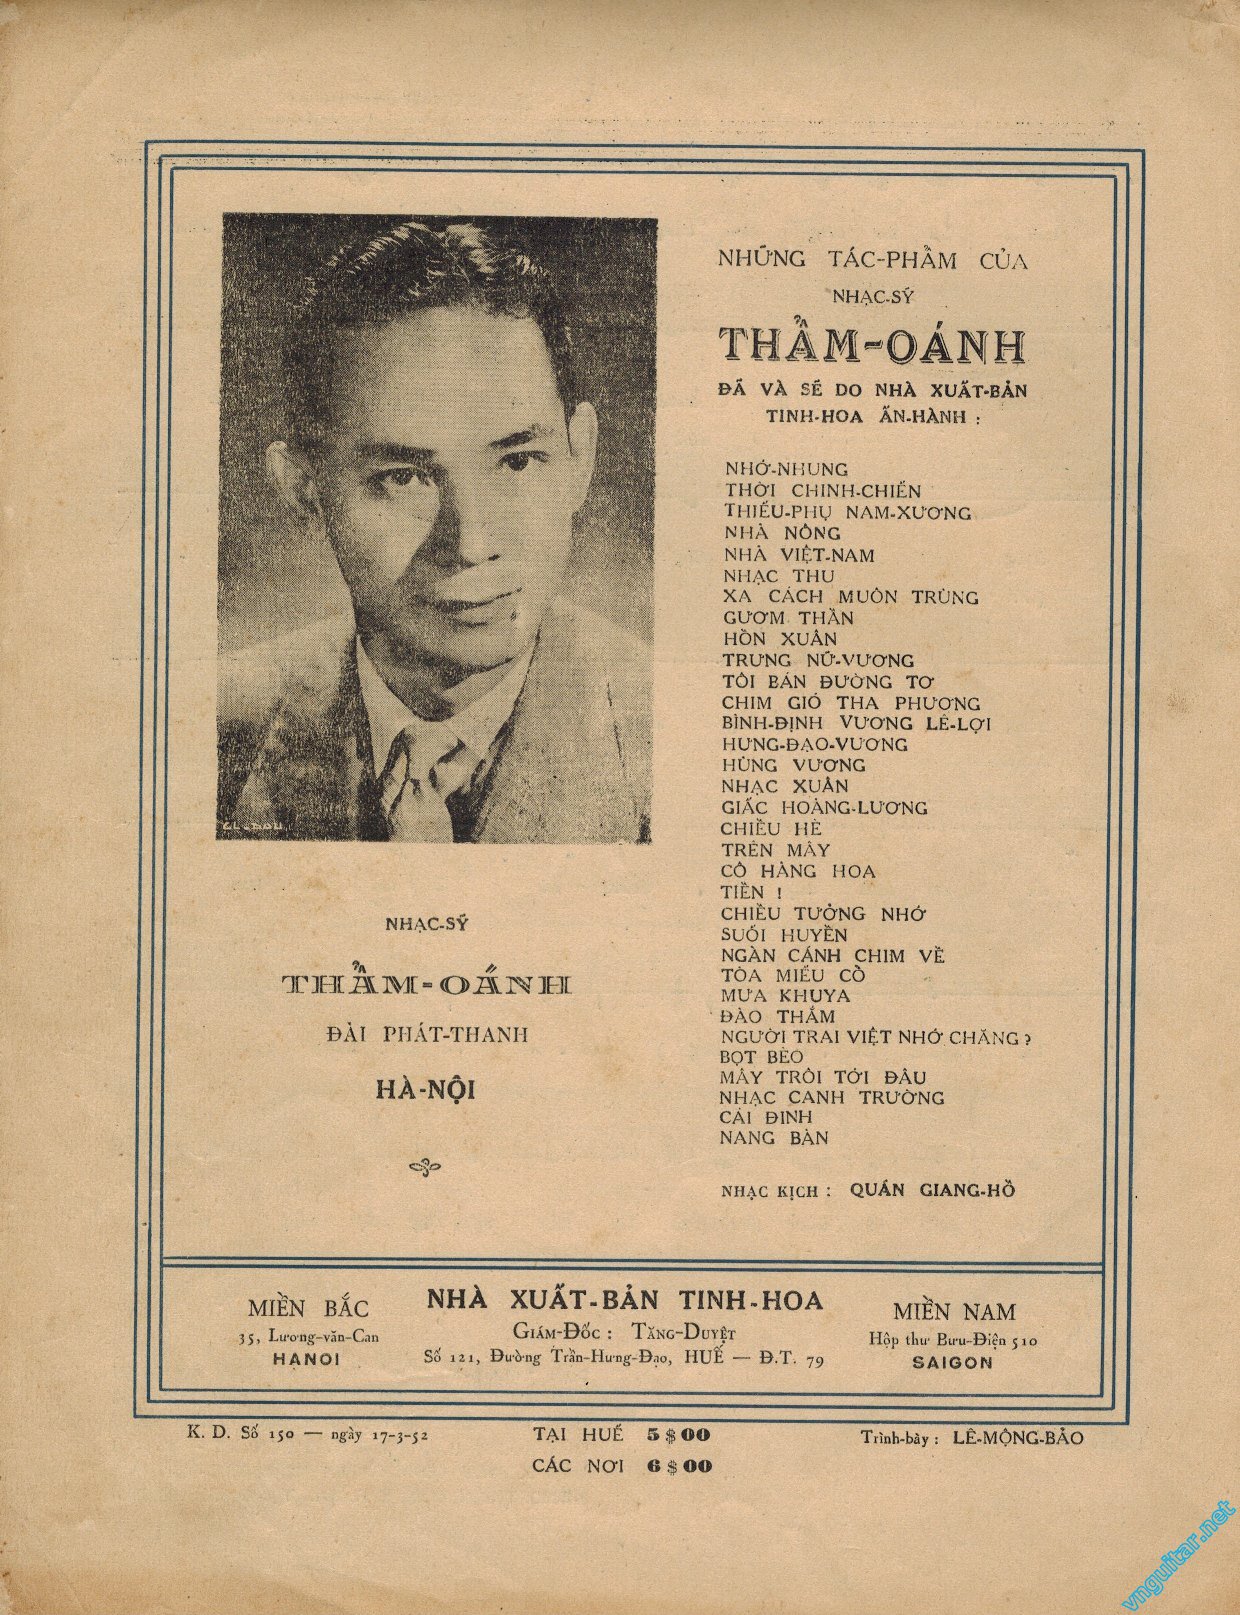 NHỮNG TÁC-PHẨM CỦA
NHẠC-SỸ
THẨM-OÁNH
ĐÃ VÀ SẼ DO NHÀ XUẤT-BẢN
TINH-HOA ẤN-HÀNH :
NHỚ-NHUNG
THỜI CHINH-CHIẾN
THIẾU-PHỤ NAM-XƯƠNG
NHÀ NÔNG
NHÀ VIỆT-NAM
NHẠC THU
XA CÁCH MUÔN TRÙNG
GƯƠM THẦN
HỒN XUÂN
TRƯNG NỮ-VƯƠNG
TÔI BÁN ĐƯỜNG TƠ
CHIM GIÓ THA PHƯƠNG
BÌNH-ĐỊNH VƯƠNG LÊ-LỢI
HƯNG-ĐẠO-VƯƠNG
HÙNG VƯƠNG
NHẠC XUÂN
GIẤC HOÀNG-LƯƠNG
CHIỀU HÈ
TRÊN MÂY
CÔ HÀNG HOA
TIỀN !
CHIỀU TƯỞNG NHỚ
SUỐI HUYỀN
NGÀN CÁNH CHIM VỀ
TÒA MIẾU CỔ
MƯA KHUYA
ĐÀO THẮM
NGƯỜI TRAI VIỆT NHỚ CHĂNG ?
BỌT BÈO
MÂY TRÔI TỚI ĐÂU
NHẠC CANH TRƯỜNG
CÁI ĐINH
NANG BÀN
NHẠC KỊCH : QUÁN GIANG-HỒ
NHẠC-SỸ
THẨM-OÁNH
ĐÀI PHÁT-THANH
HÀ-NỘI
MIỀN BẮC
35, Lương-văn-Can
HANOI
NHÀ XUẤT-BẢN TINH-HOA
GIÁM-ĐỐC : TĂNG-DUYỆT
Số 121, Đường Trần-Hưng-Đạo, HUẾ — Đ.T. 79
MIỀN NAM
Hộp thư Bưu-Điện 510
SAIGON
K. D. Số 150 — ngày 17-3-52
TẠI HUẾ 5$00
CÁC NƠI 6$00
Trình-bày : LÊ-MỘNG-BẢO
vnguitar.net